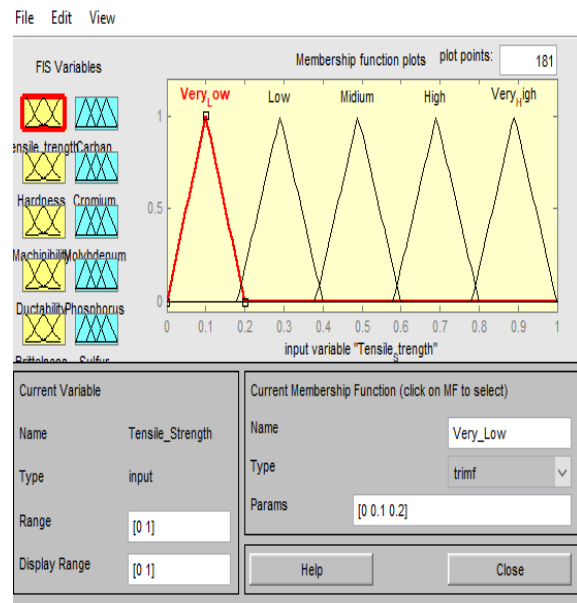 File Edit View
FIS Variables
Membership function plots plot points: 181
Very_Low Low Midium High Very_High
1
0.5
0
0 0.1 0.2 0.3 0.4 0.5 0.6 0.7 0.8 0.9 1
input variable "Tensile_Strength"
ensile_trength Carban
Hardness Cromium
Machinibility Molybdenum
Ductability Phosphorus
Brittelness Sulfur
Current Variable
Name Tensile_Strength
Type input
Range [0 1]
Display Range [0 1]
Current Membership Function (click on MF to select)
Name Very_Low
Type trimf
Params [0 0.1 0.2]
Help Close